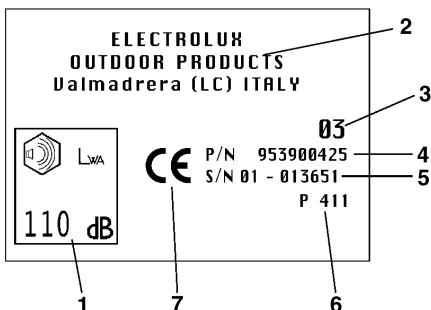 ELECTROLUX
OUTDOOR PRODUCTS
Valmadrera (LC) ITALY
2
3
03
P/N 953900425
4
S/N 01 - 013651
5
P 411
LWA
110 dB
CE
1
7
6